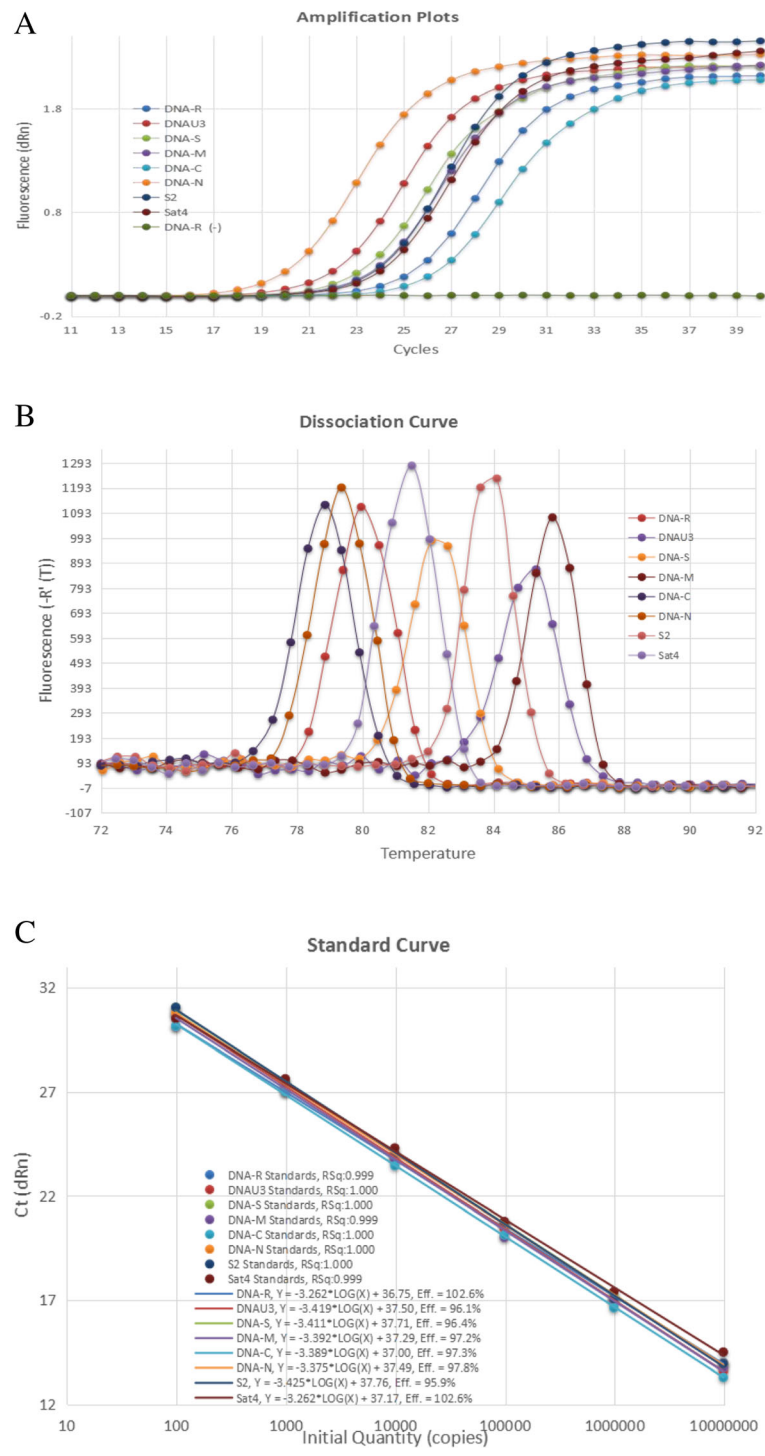 A
Amplification Plots
Fluorescence (dRn)
1.8
0.8
-0.2
DNA-R
DNAU3
DNA-S
DNA-M
DNA-C
DNA-N
S2
Sat4
DNA-R (-)
11 13 15 17 19 21 23 25 27 29 31 33 35 37 39
Cycles
B
Dissociation Curve
Fluorescence (-R' (T))
1293
1193
1093
993
893
793
693
593
493
393
293
193
93
-7
-107
DNA-R
DNAU3
DNA-S
DNA-M
DNA-C
DNA-N
S2
Sat4
72 74 76 78 80 82 84 86 88 90 92
Temperature
C
Standard Curve
Ct (dRn)
32
27
22
17
12
DNA-R Standards, RSq:0.999
DNAU3 Standards, RSq:1.000
DNA-S Standards, RSq:1.000
DNA-M Standards, RSq:0.999
DNA-C Standards, RSq:1.000
DNA-N Standards, RSq:1.000
S2 Standards, RSq:1.000
Sat4 Standards, RSq:0.999
DNA-R, Y = -3.262*LOG(X) + 36.75, Eff. = 102.6%
DNAU3, Y = -3.419*LOG(X) + 37.50, Eff. = 96.1%
DNA-S, Y = -3.411*LOG(X) + 37.71, Eff. = 96.4%
DNA-M, Y = -3.392*LOG(X) + 37.29, Eff. = 97.2%
DNA-C, Y = -3.389*LOG(X) + 37.00, Eff. = 97.3%
DNA-N, Y = -3.375*LOG(X) + 37.49, Eff. = 97.8%
S2, Y = -3.425*LOG(X) + 37.76, Eff. = 95.9%
Sat4, Y = -3.262*LOG(X) + 37.17, Eff. = 102.6%
10 100 1000 10000 100000 1000000 10000000
Initial Quantity (copies)